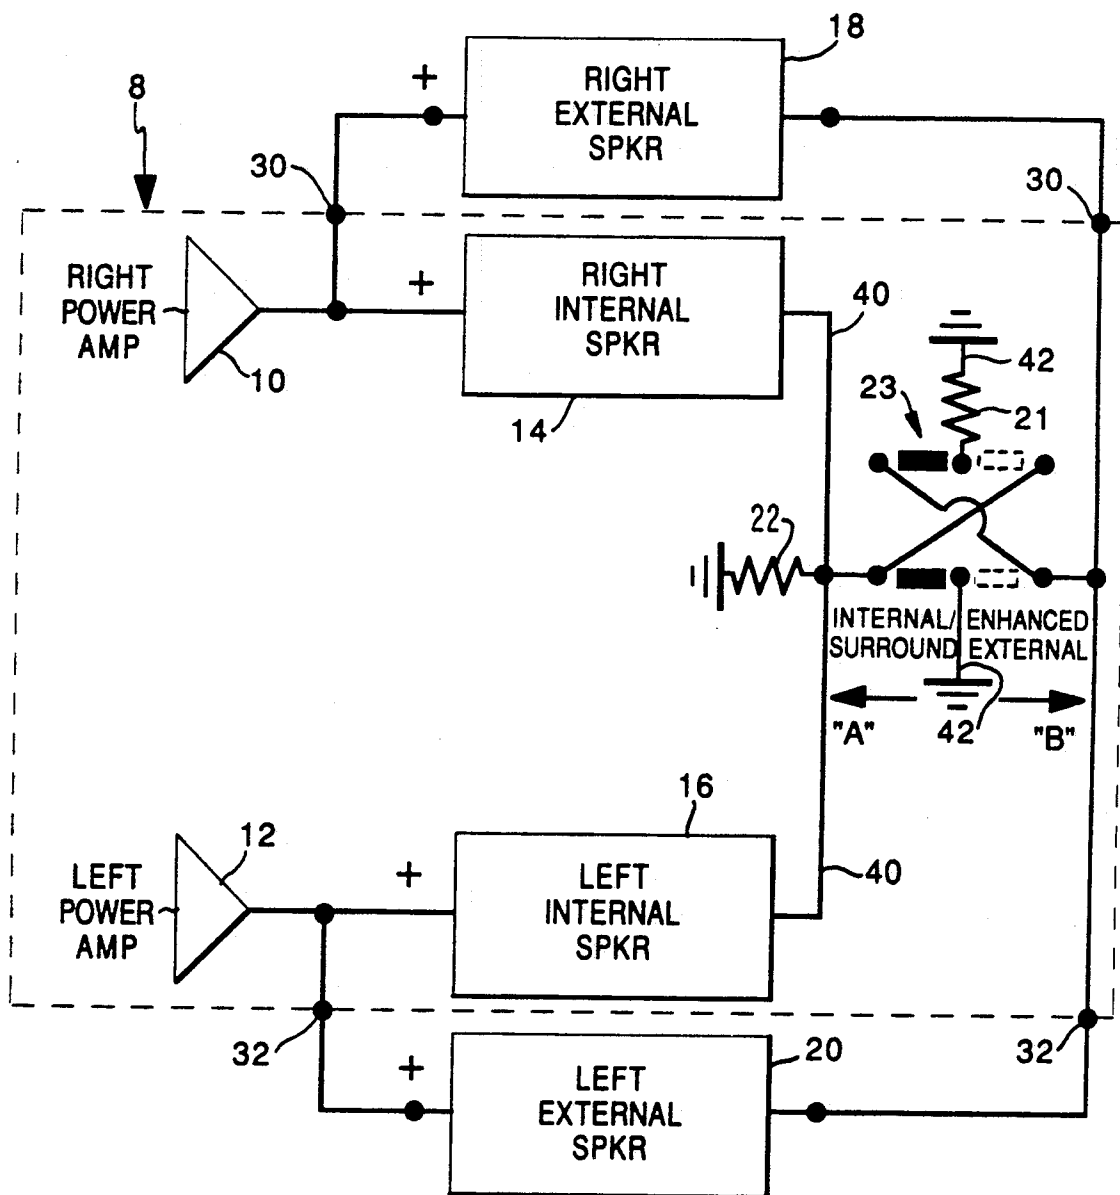 18
RIGHT
EXTERNAL
SPKR
+
8
30
30
RIGHT
POWER
AMP
10
+
RIGHT
INTERNAL
SPKR
14
40
42
23
21
22
INTERNAL/
SURROUND
ENHANCED
EXTERNAL
"A"
42
"B"
16
12
LEFT
POWER
AMP
+
LEFT
INTERNAL
SPKR
40
32
32
+
LEFT
EXTERNAL
SPKR
20